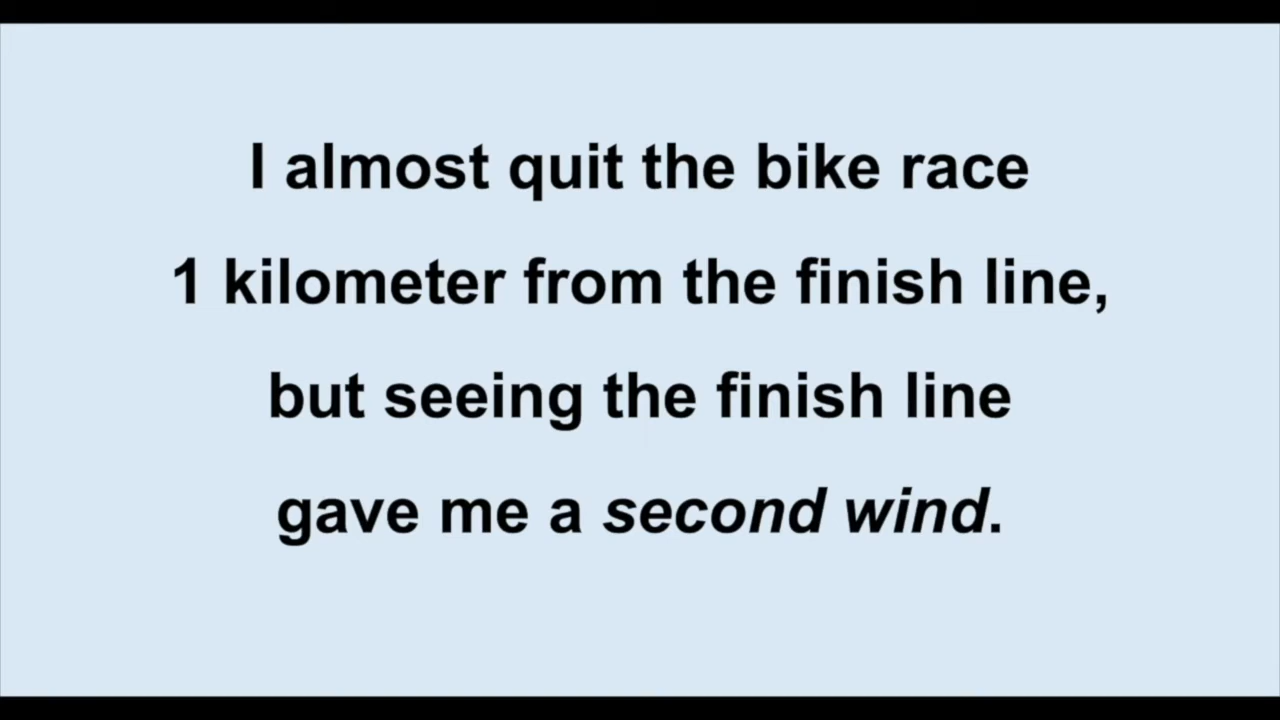 I almost quit the bike race
1 kilometer from the finish line,
but seeing the finish line
gave me a second wind.